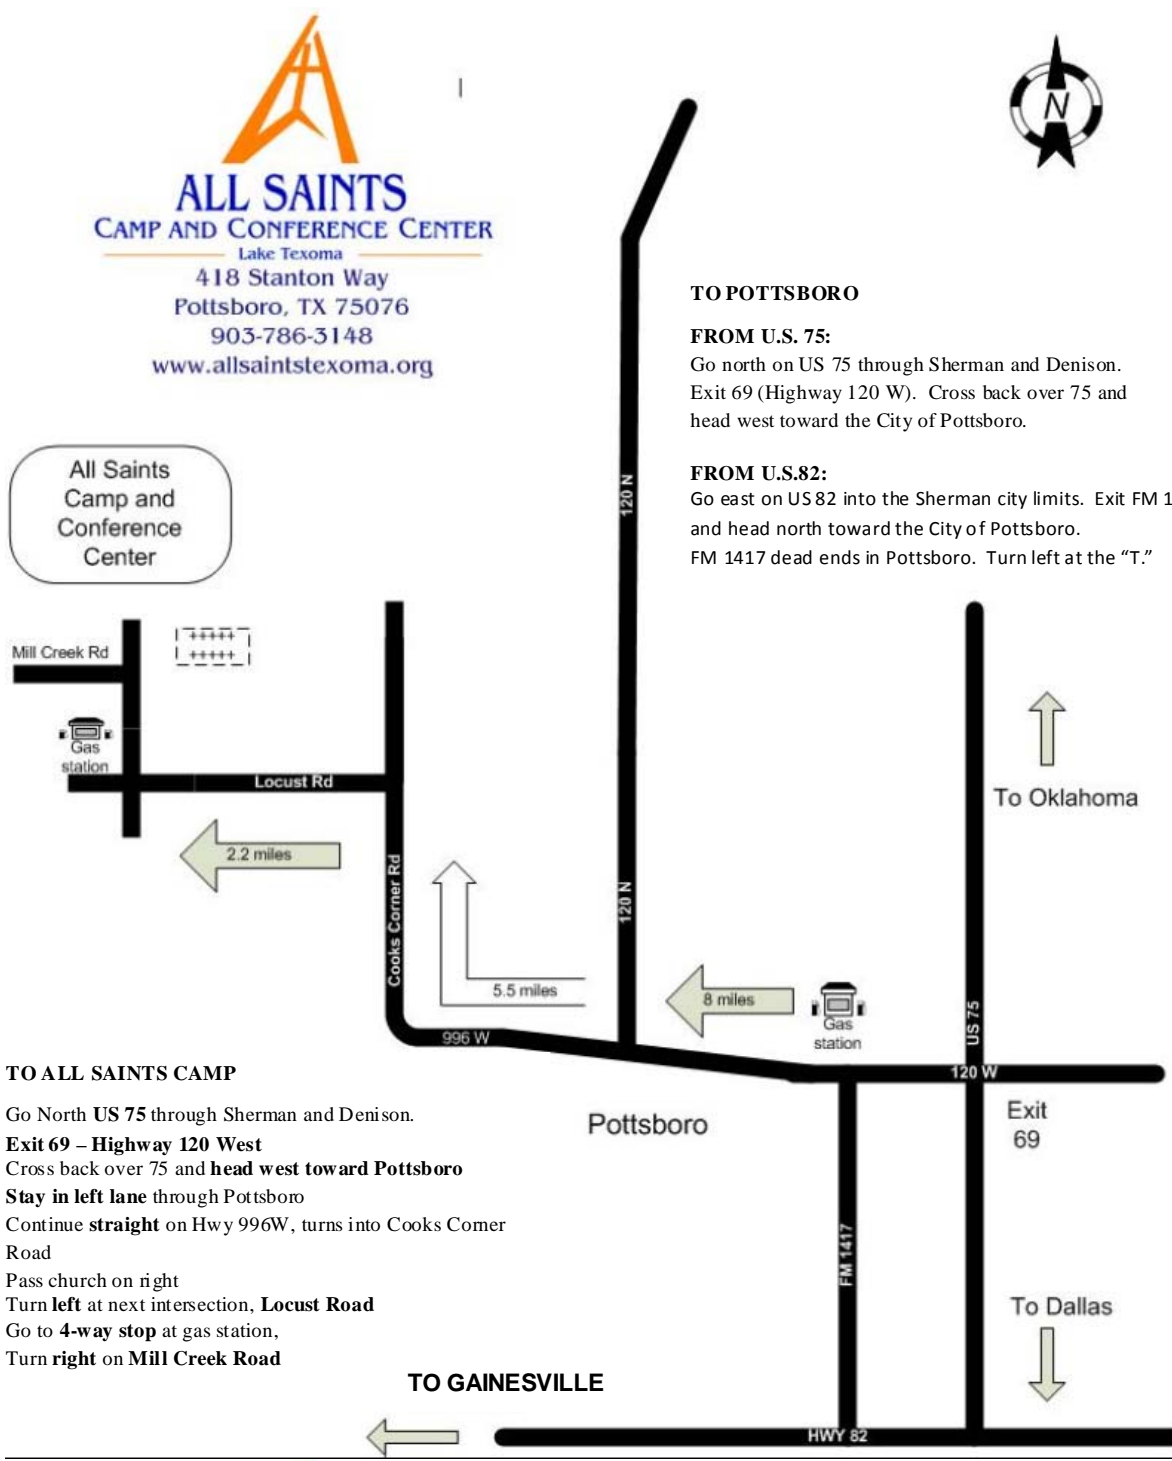 ALL SAINTS
CAMP AND CONFERENCE CENTER
Lake Texoma
418 Stanton Way
Pottsboro, TX 75076
903-786-3148
www.allsaintstexoma.org
N
TO POTTSBORO
FROM U.S. 75:
Go north on US 75 through Sherman and Denison.
Exit 69 (Highway 120 W). Cross back over 75 and
head west toward the City of Pottsboro.
FROM U.S.82:
Go east on US 82 into the Sherman city limits. Exit FM 1
and head north toward the City of Pottsboro.
FM 1417 dead ends in Pottsboro. Turn left at the “T.”
All Saints
Camp and
Conference
Center
120 N
+++++
+++++
Mill Creek Rd
Gas
station
Locust Rd
To Oklahoma
2.2 miles
Cooks Corner Rd
120 N
5.5 miles
8 miles
Gas
station
US 75
996 W
120 W
Pottsboro
Exit
69
TO ALL SAINTS CAMP
Go North US 75 through Sherman and Denison.
Exit 69 – Highway 120 West
Cross back over 75 and head west toward Pottsboro
Stay in left lane through Pottsboro
Continue straight on Hwy 996W, turns into Cooks Corner
Road
Pass church on right
Turn left at next intersection, Locust Road
Go to 4-way stop at gas station,
Turn right on Mill Creek Road
FM 1417
To Dallas
TO GAINESVILLE
HWY 82